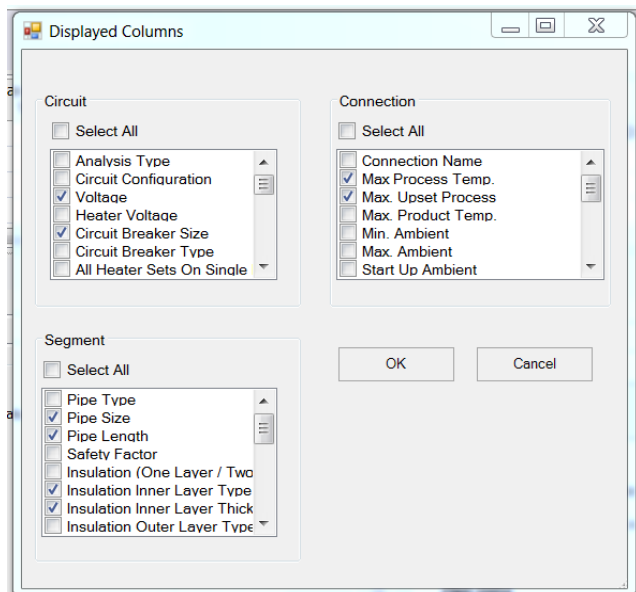 Displayed Columns
Circuit
Select All
Analysis Type
Circuit Configuration
Voltage
Heater Voltage
Circuit Breaker Size
Circuit Breaker Type
All Heater Sets On Single
Connection
Select All
Connection Name
Max Process Temp.
Max. Upset Process
Max. Product Temp.
Min. Ambient
Max. Ambient
Start Up Ambient
Segment
Select All
Pipe Type
Pipe Size
Pipe Length
Safety Factor
Insulation (One Layer / Two
Insulation Inner Layer Type
Insulation Inner Layer Thick
Insulation Outer Layer Type
OK
Cancel